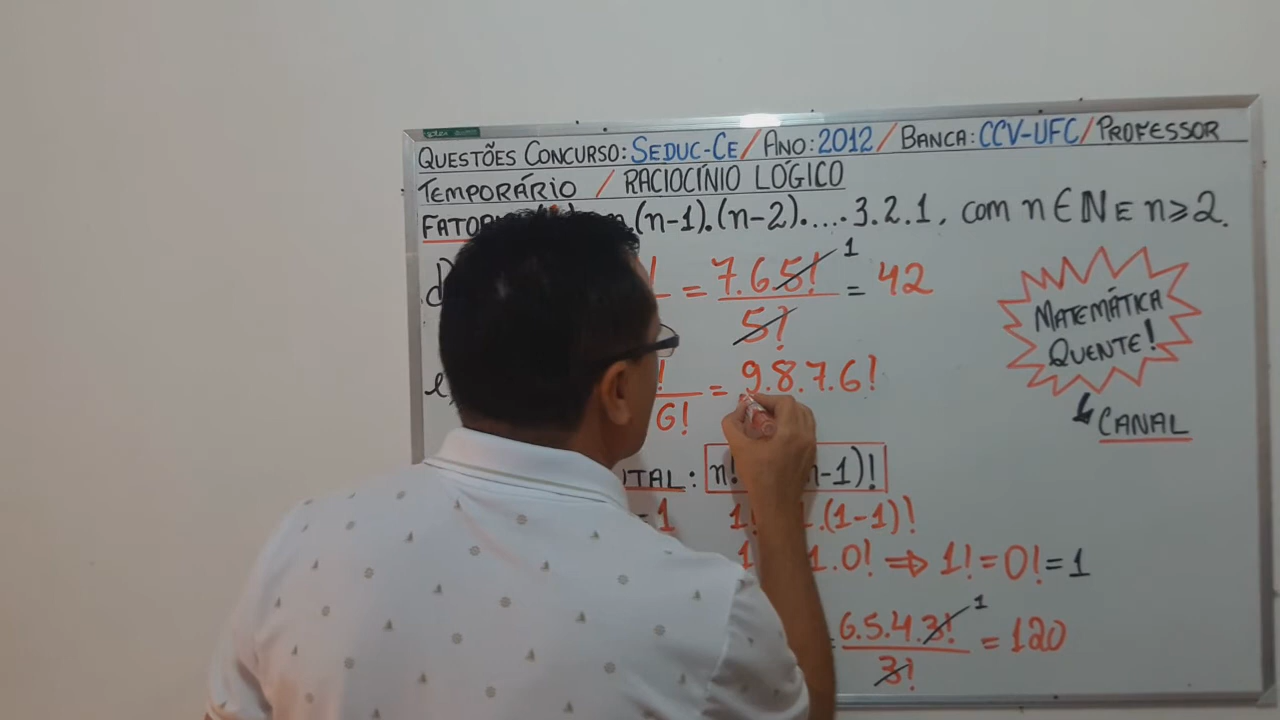 QUESTÕES CONCURSO: SEDUC-CE / ANO: 2012 / BANCA: CCV-UFC / PROFESSOR
TEMPORÁRIO / RACIOCÍNIO LÓGICO
(n-1).(n-2)..... 3.2.1, com n ∈ N E n ≥ 2.
! = 7.6.5! 1 = 42
5!
! = 9.8.7.6!
6!
MATEMÁTICA
QUENTE!
CANAL
n! n-1)!
1 1! .(1-1)!
1 1.0! ⇒ 1! = 0! = 1
= 6.5.4.3! 1 = 120
3!